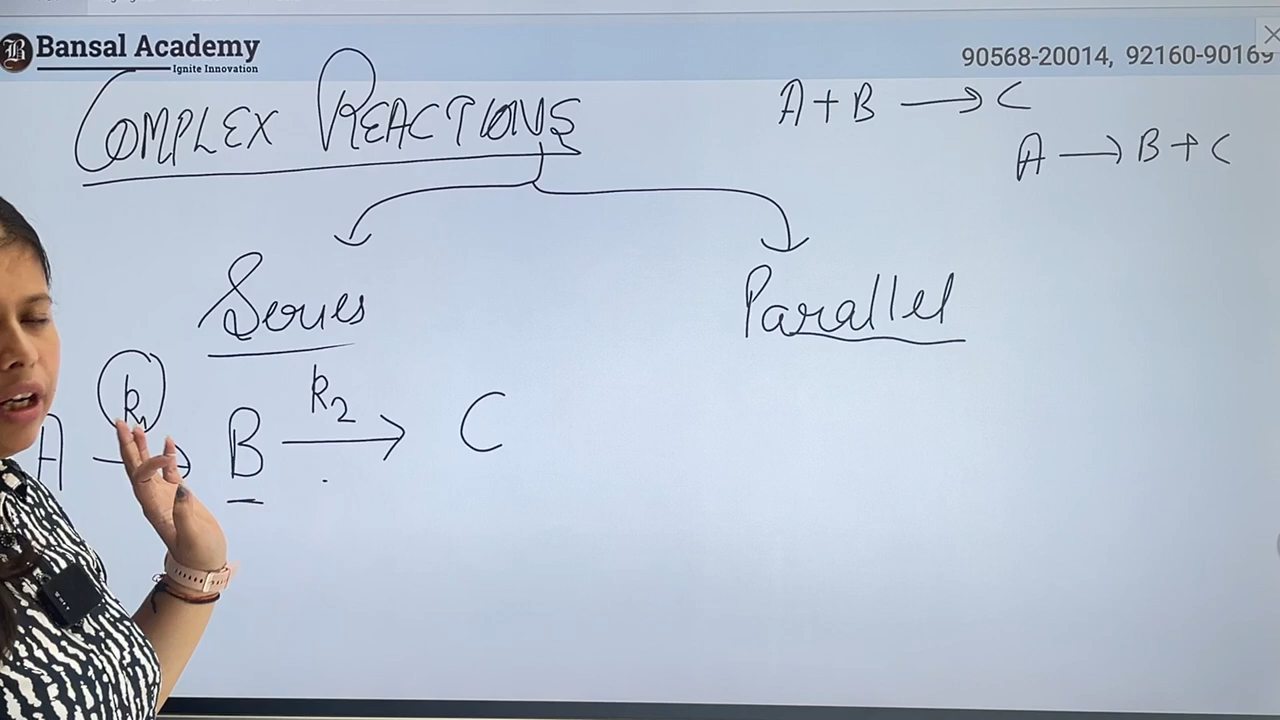 Bansal Academy
Ignite Innovation
90568-20014, 92160-90169
COMPLEX REACTIONS
A + B → C
A → B + C
Series
Parallel
A k₁ → B k₂ → C